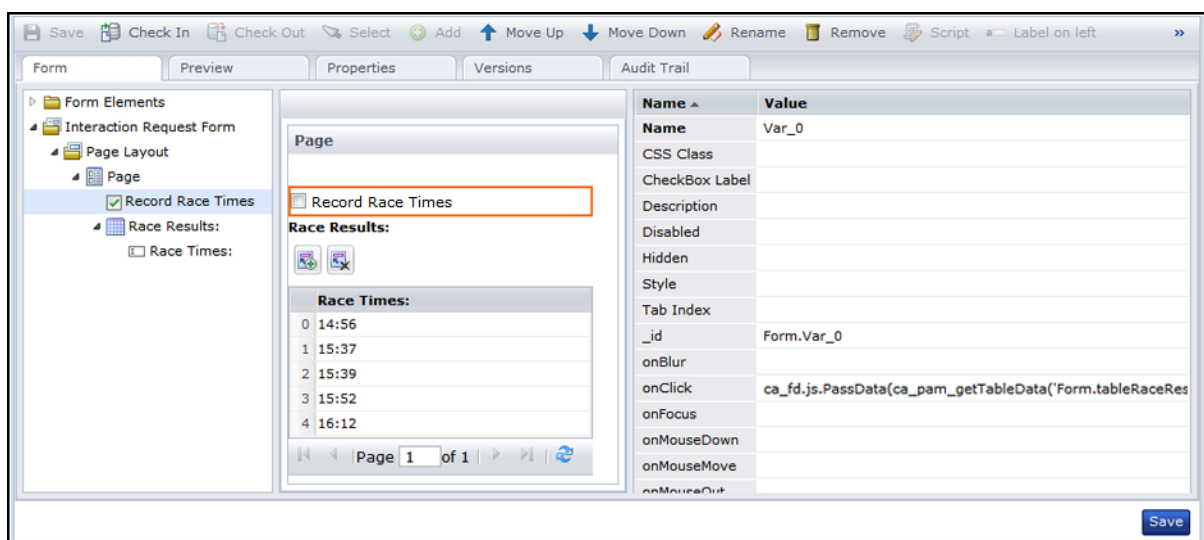 Save Check In Check Out Select Add Move Up Move Down Rename Remove Script Label on left »
Form Preview Properties Versions Audit Trail
Form Elements
Interaction Request Form
Page Layout
Page
Record Race Times
Race Results:
Race Times:
Page
Record Race Times
Race Results:
Race Times:
0 14:56
1 15:37
2 15:39
3 15:52
4 16:12
Page 1 of 1
Name Value
Name Var_0
CSS Class
CheckBox Label
Description
Disabled
Hidden
Style
Tab Index
_id Form.Var_0
onBlur
onClick ca_fd.js.PassData(ca_pam_getTableData('Form.tableRaceRes
onFocus
onMouseDown
onMouseMove
onMouseOut
Save